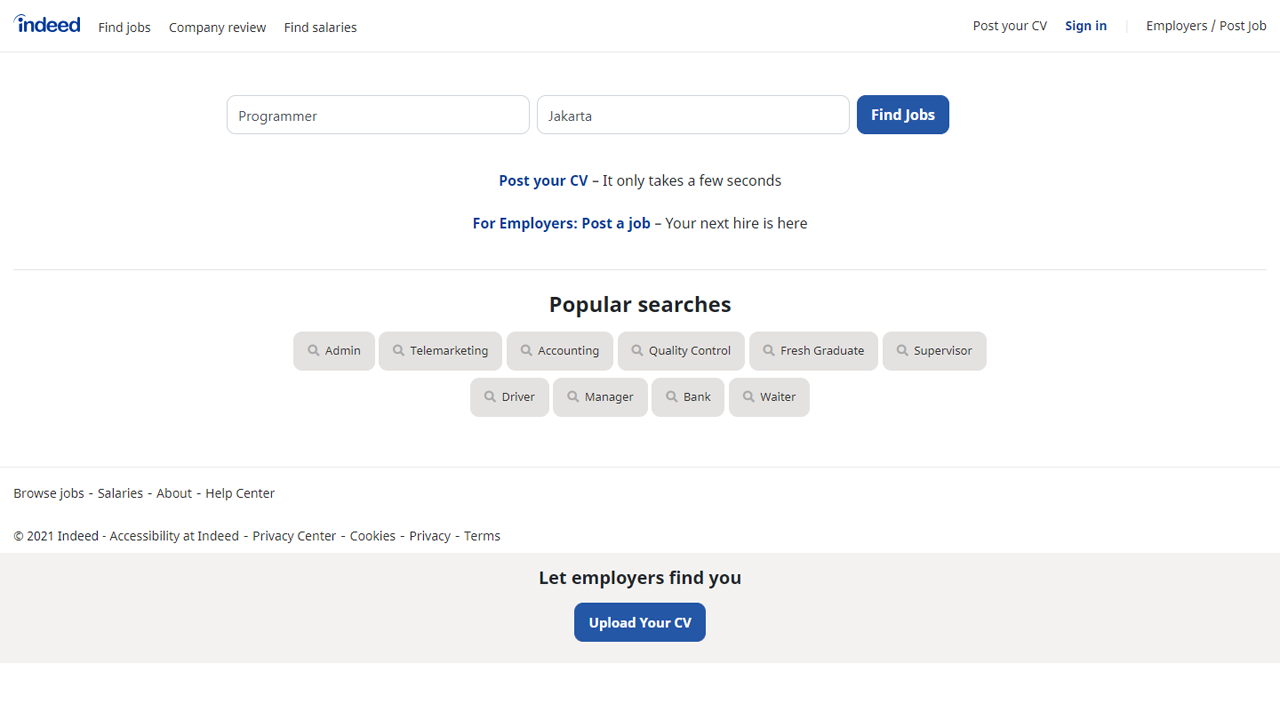 indeed Find jobs Company review Find salaries Post your CV Sign in Employers / Post Job
Programmer Jakarta Find Jobs
Post your CV – It only takes a few seconds
For Employers: Post a job – Your next hire is here
Popular searches
Admin Telemarketing Accounting Quality Control Fresh Graduate Supervisor
Driver Manager Bank Waiter
Browse jobs - Salaries - About - Help Center
© 2021 Indeed - Accessibility at Indeed - Privacy Center - Cookies - Privacy - Terms
Let employers find you
Upload Your CV